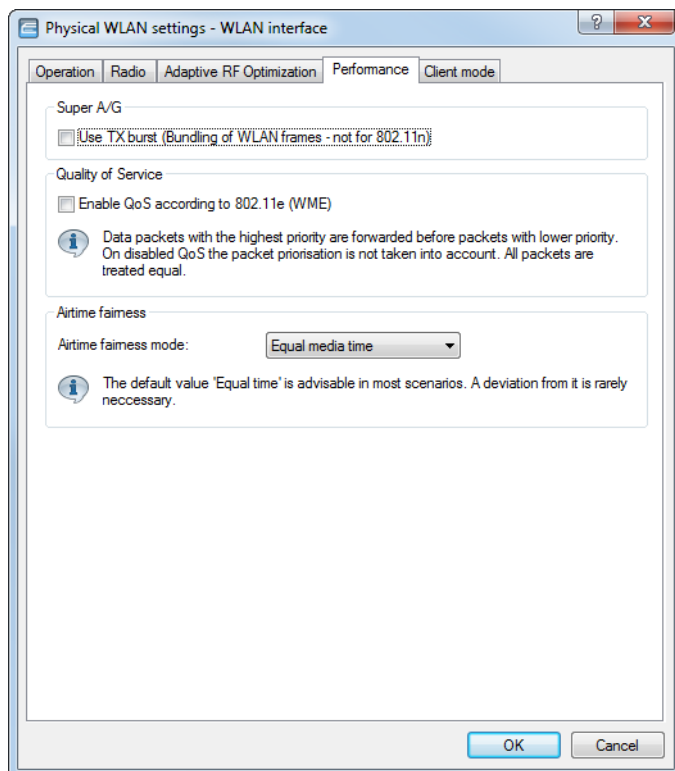 Physical WLAN settings - WLAN interface
Operation
Radio
Adaptive RF Optimization
Performance
Client mode
Super A/G
Use TX burst (Bundling of WLAN frames - not for 802.11n)
Quality of Service
Enable QoS according to 802.11e (WME)
Data packets with the highest priority are forwarded before packets with lower priority.
On disabled QoS the packet priorisation is not taken into account. All packets are
treated equal.
Airtime fairness
Airtime fairness mode:
Equal media time
The default value 'Equal time' is advisable in most scenarios. A deviation from it is rarely
neccessary.
OK
Cancel